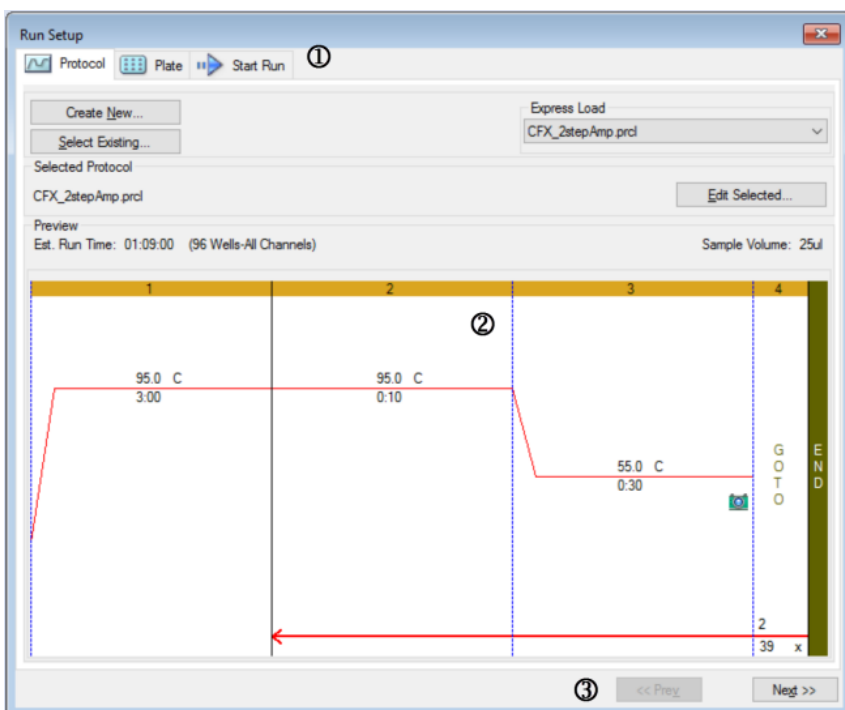 Run Setup
Protocol Plate Start Run ①
Create New... Express Load
Select Existing... CFX_2stepAmp.prcl
Selected Protocol
CFX_2stepAmp.prcl Edit Selected...
Preview
Est. Run Time: 01:09:00 (96 Wells-All Channels) Sample Volume: 25ul
1 2 3 4
②
95.0 C 95.0 C
3:00 0:10
55.0 C
0:30
GOTO
END
2
39 x
③ << Prev Next >>